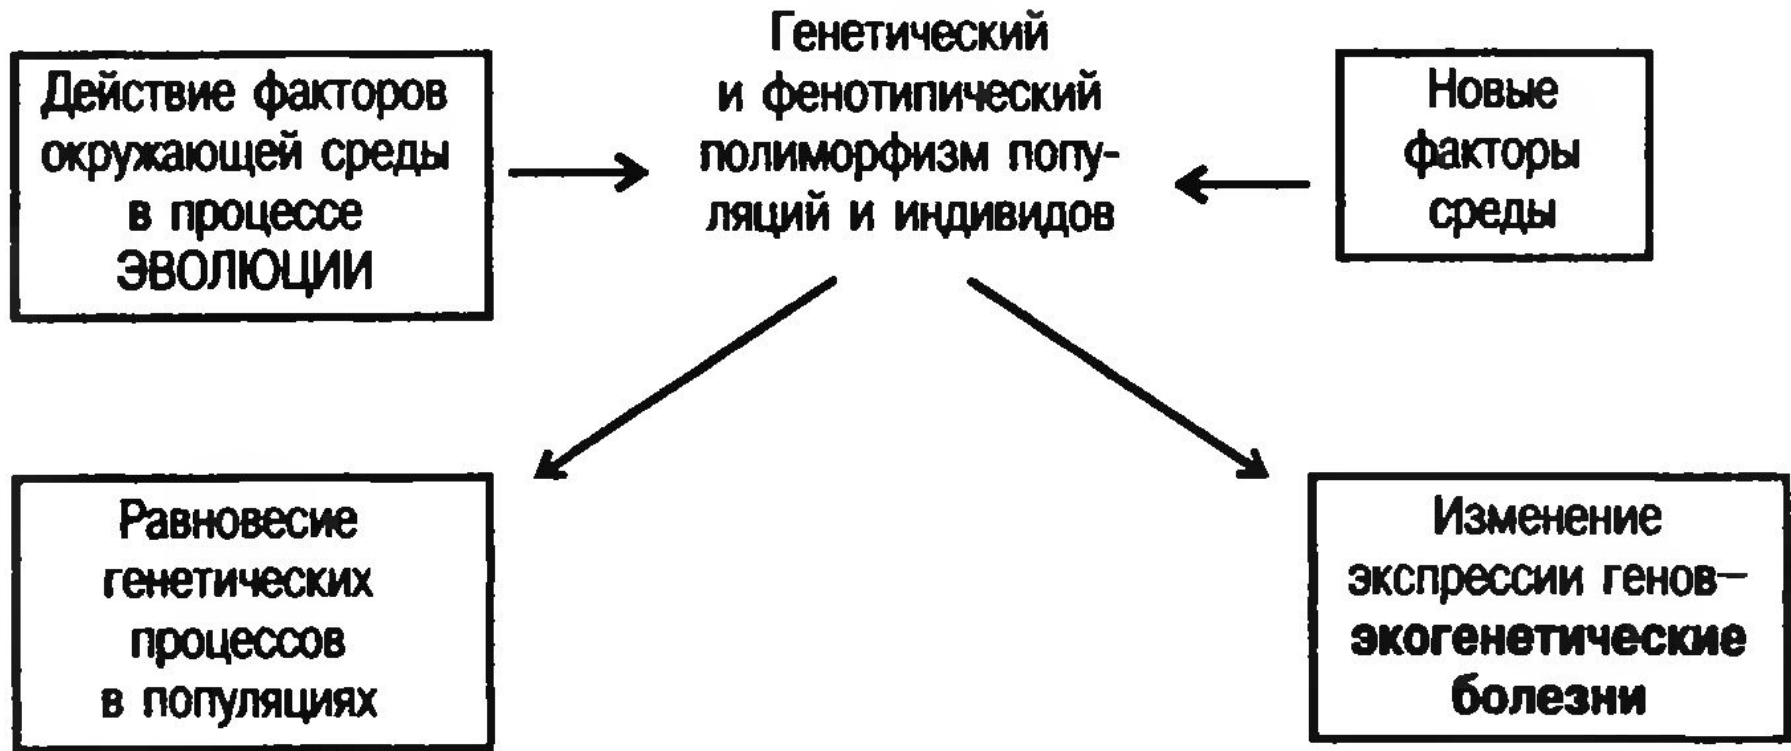 Действие факторов
окружающей среды
в процессе
ЭВОЛЮЦИИ
Генетический
и фенотипический
полиморфизм попу-
ляций и индивидов
Новые
факторы
среды
Равновесие
генетических
процессов
в популяциях
Изменение
экспрессии генов—
экогенетические
болезни